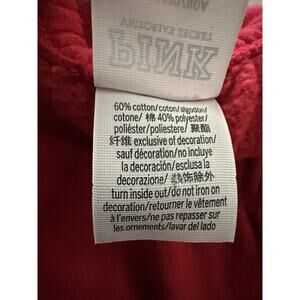 VICTORIA'S SECRET
PINK
60% cotton/coton/algodón/
cotone/ 棉 40% polyester/
poliéster/poliestere/ 聚酯
纤维 exclusive of decoration/
sauf décoration/no incluye
la decoración/esclusa la
decorazione/ 装饰除外
turn inside out/do not iron on
decoration/retourner le vêtement
à l'envers/ne pas repasser sur
les ornements/lavar del lado